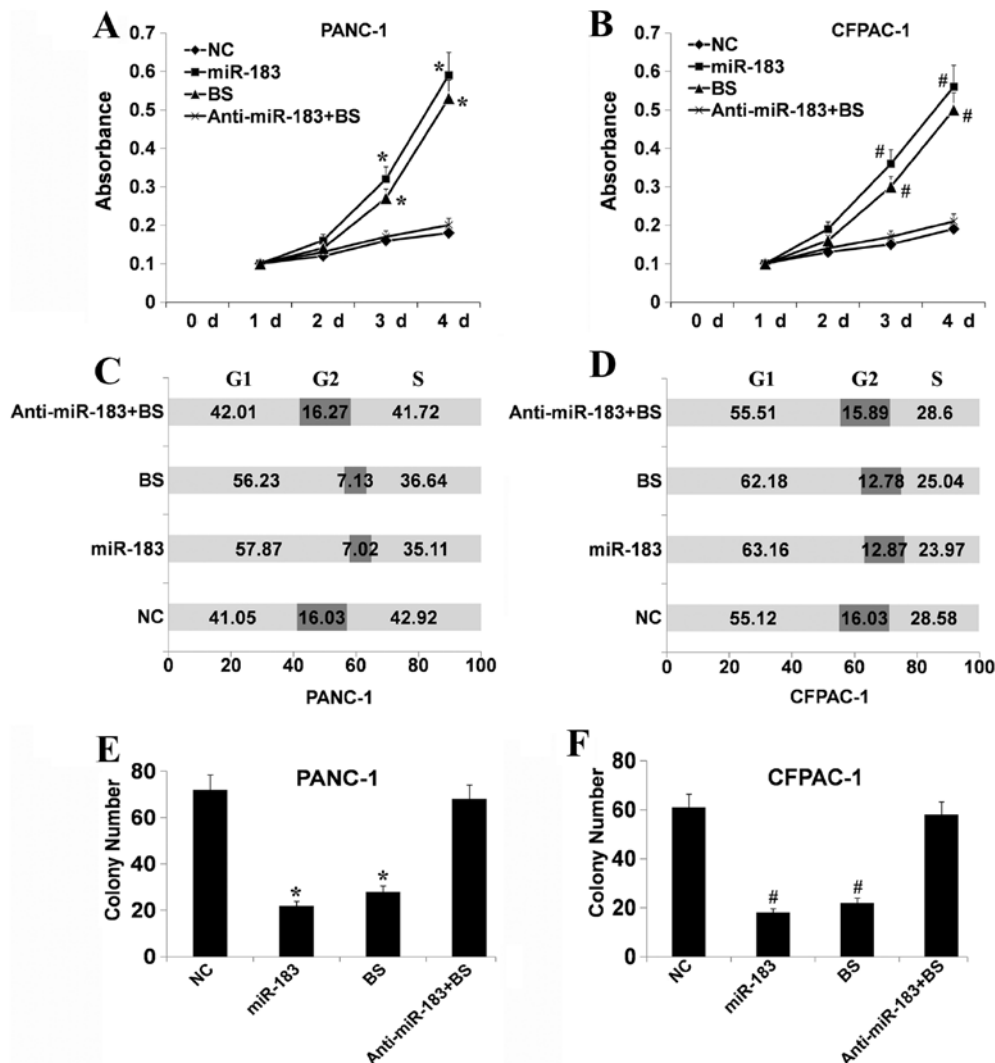 A
PANC-1
0.7
0.6
0.5
0.4
0.3
0.2
0.1
0
Absorbance
NC
miR-183
BS
Anti-miR-183+BS
*
*
*
*
0 d 1 d 2 d 3 d 4 d
B
CFPAC-1
0.7
0.6
0.5
0.4
0.3
0.2
0.1
0
Absorbance
NC
miR-183
BS
Anti-miR-183+BS
#
#
#
#
0 d 1 d 2 d 3 d 4 d
C
G1 G2 S
Anti-miR-183+BS 42.01 16.27 41.72
BS 56.23 7.13 36.64
miR-183 57.87 7.02 35.11
NC 41.05 16.03 42.92
0 20 40 60 80 100
PANC-1
D
G1 G2 S
Anti-miR-183+BS 55.51 15.89 28.6
BS 62.18 12.78 25.04
miR-183 63.16 12.87 23.97
NC 55.12 16.03 28.58
0 20 40 60 80 100
CFPAC-1
E
PANC-1
80
60
40
20
0
Colony Number
* *
NC miR-183 BS Anti-miR-183+BS
F
CFPAC-1
80
60
40
20
0
Colony Number
# #
NC miR-183 BS Anti-miR-183+BS